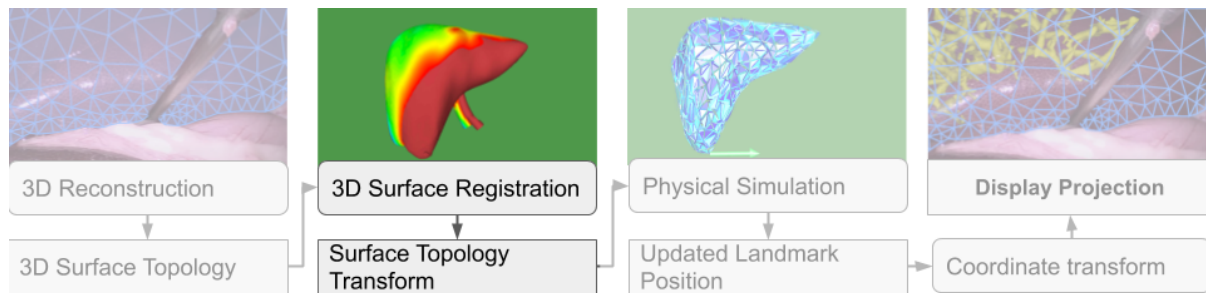 3D Reconstruction
3D Surface Topology
3D Surface Registration
Surface Topology
Transform
Physical Simulation
Updated Landmark
Position
Display Projection
Coordinate transform